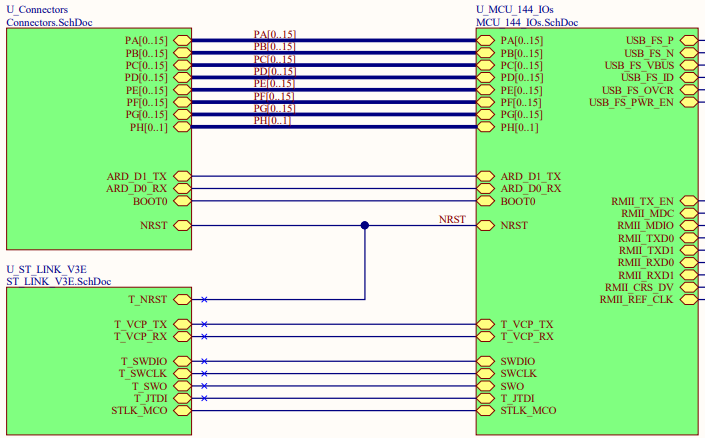 U_Connectors
Connectors.SchDoc
PA[0..15]
PB[0..15]
PC[0..15]
PD[0..15]
PE[0..15]
PF[0..15]
PG[0..15]
PH[0..1]
ARD_D1_TX
ARD_D0_RX
BOOT0
NRST
PA[0..15]
PB[0..15]
PC[0..15]
PD[0..15]
PE[0..15]
PF[0..15]
PG[0..15]
PH[0..1]
NRST
U_MCU_144_IOs
MCU_144_IOs.SchDoc
PA[0..15]
PB[0..15]
PC[0..15]
PD[0..15]
PE[0..15]
PF[0..15]
PG[0..15]
PH[0..1]
ARD_D1_TX
ARD_D0_RX
BOOT0
NRST
T_VCP_TX
T_VCP_RX
SWDIO
SWCLK
SWO
T_JTDI
STLK_MCO
USB_FS_P
USB_FS_N
USB_FS_VBUS
USB_FS_ID
USB_FS_OVCR
USB_FS_PWR_EN
RMII_TX_EN
RMII_MDC
RMII_MDIO
RMII_TXD0
RMII_TXD1
RMII_RXD0
RMII_RXD1
RMII_CRS_DV
RMII_REF_CLK
U_ST_LINK_V3E
ST_LINK_V3E.SchDoc
T_NRST
T_VCP_TX
T_VCP_RX
T_SWDIO
T_SWCLK
T_SWO
T_JTDI
STLK_MCO